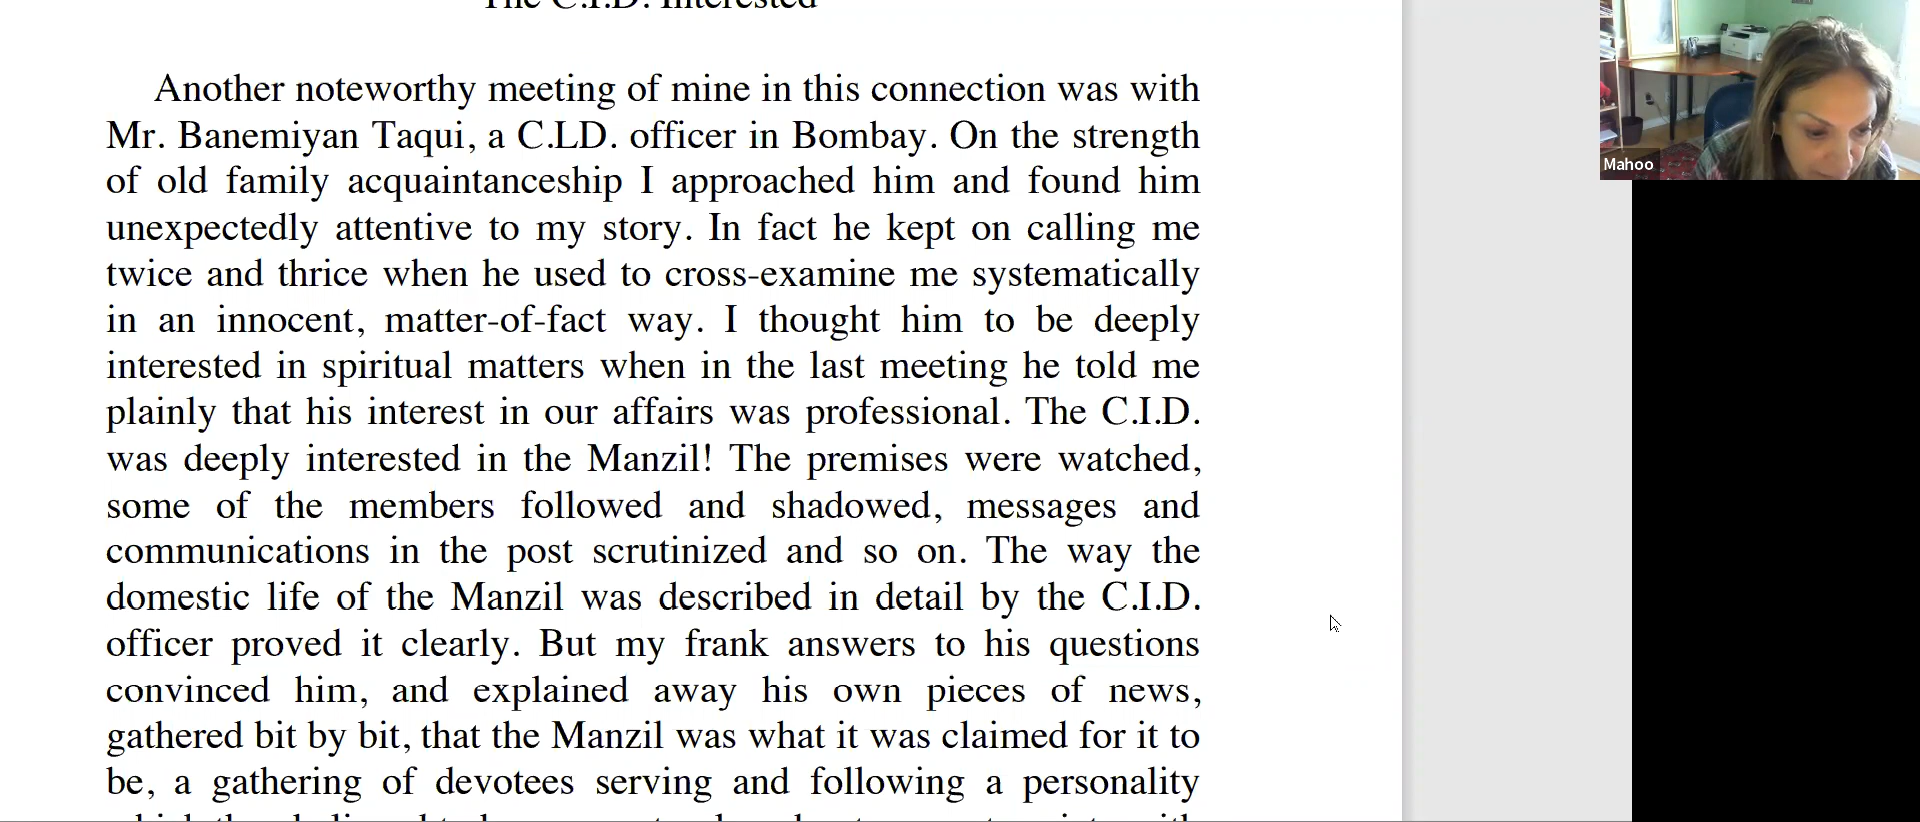 The C.I.D. Interested
Another noteworthy meeting of mine in this connection was with
Mr. Banemiyan Taqui, a C.LD. officer in Bombay. On the strength
of old family acquaintanceship I approached him and found him
unexpectedly attentive to my story. In fact he kept on calling me
twice and thrice when he used to cross-examine me systematically
in an innocent, matter-of-fact way. I thought him to be deeply
interested in spiritual matters when in the last meeting he told me
plainly that his interest in our affairs was professional. The C.I.D.
was deeply interested in the Manzil! The premises were watched,
some of the members followed and shadowed, messages and
communications in the post scrutinized and so on. The way the
domestic life of the Manzil was described in detail by the C.I.D.
officer proved it clearly. But my frank answers to his questions
convinced him, and explained away his own pieces of news,
gathered bit by bit, that the Manzil was what it was claimed for it to
be, a gathering of devotees serving and following a personality
Mahoo